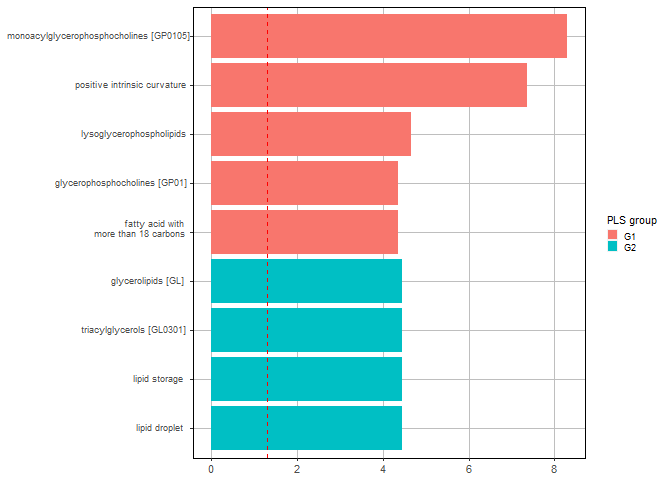 monoacylglycerophosphocholines [GP0105]
positive intrinsic curvature
lysoglycerophospholipids
glycerophosphocholines [GP01]
fatty acid with
more than 18 carbons
glycerolipids [GL]
triacylglycerols [GL0301]
lipid storage
lipid droplet
0 2 4 6 8
PLS group
G1
G2